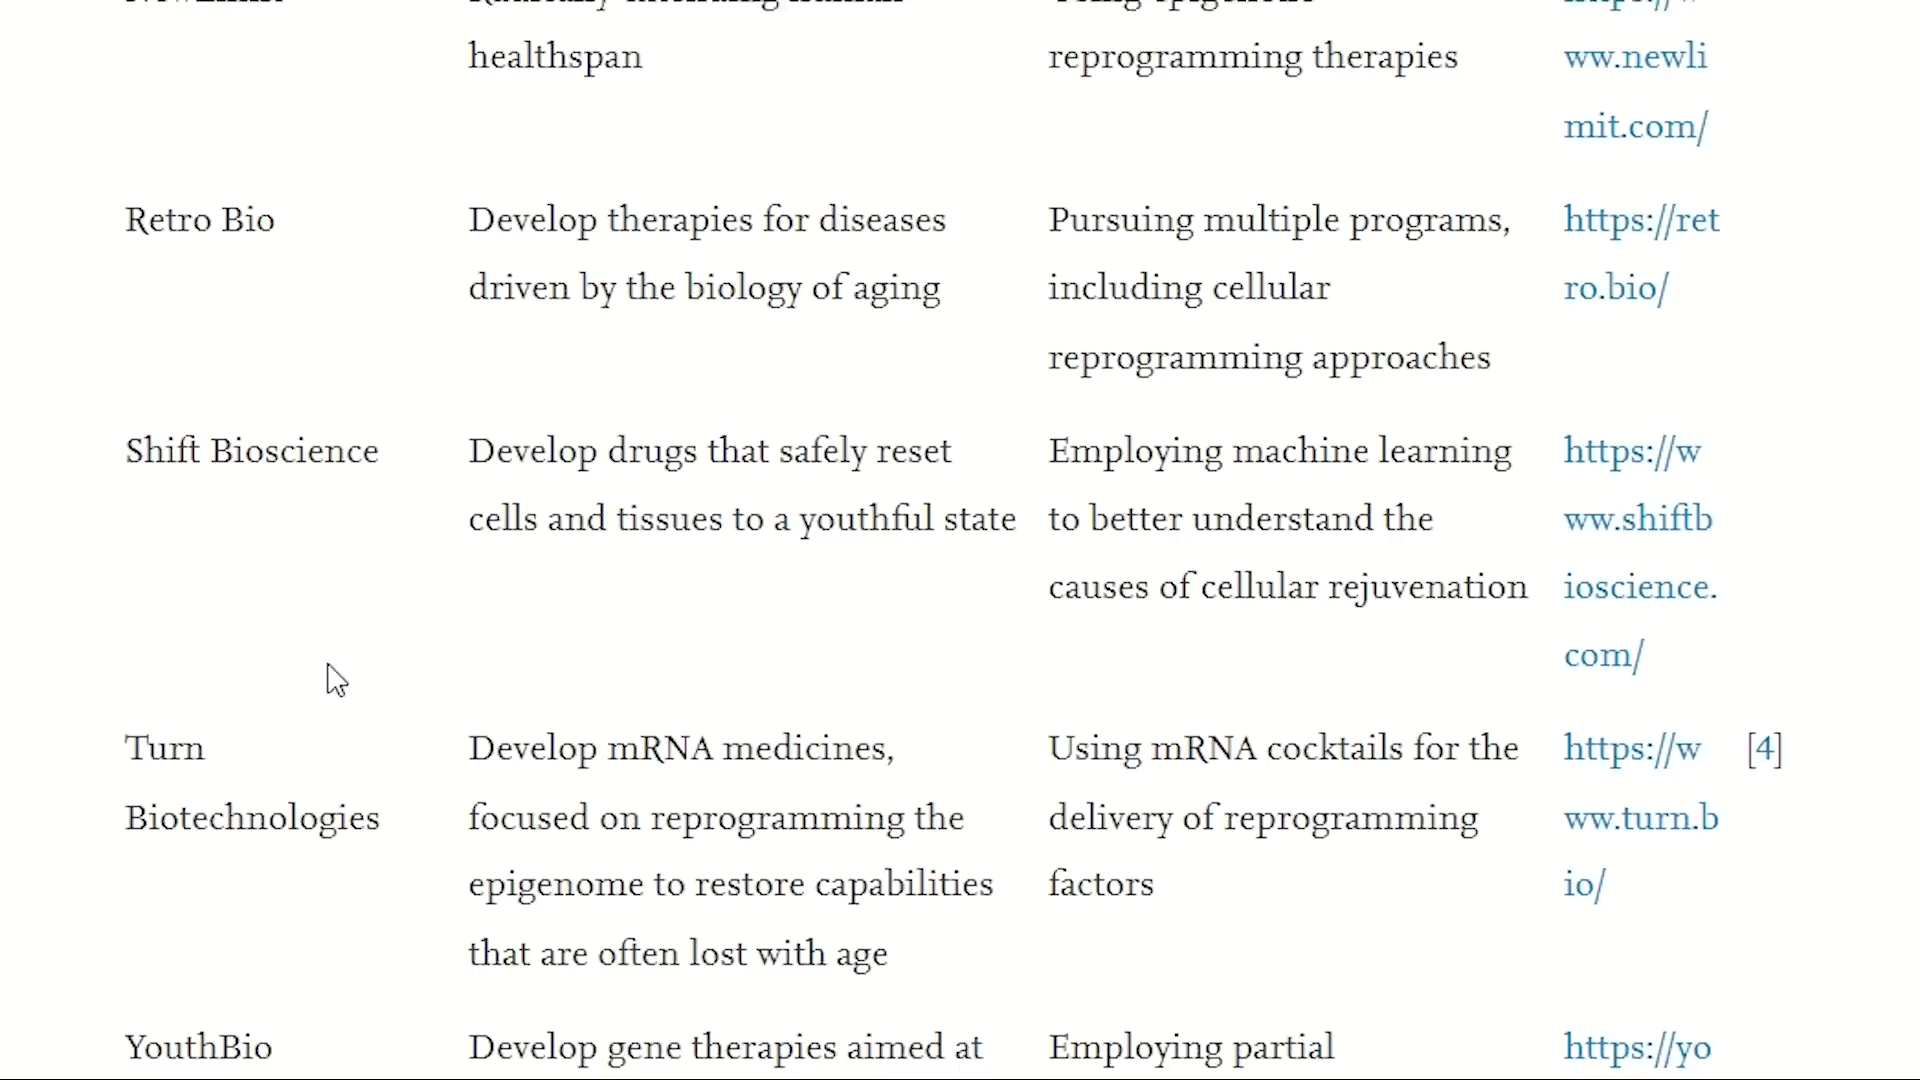 healthspan
reprogramming therapies
ww.newli
mit.com/
Retro Bio
Develop therapies for diseases
driven by the biology of aging
Pursuing multiple programs,
including cellular
reprogramming approaches
https://ret
ro.bio/
Shift Bioscience
Develop drugs that safely reset
cells and tissues to a youthful state
Employing machine learning
to better understand the
causes of cellular rejuvenation
https://w
ww.shiftb
ioscience.
com/
Turn
Biotechnologies
Develop mRNA medicines,
focused on reprogramming the
epigenome to restore capabilities
that are often lost with age
Using mRNA cocktails for the
delivery of reprogramming
factors
https://w
ww.turn.b
io/
[4]
YouthBio
Develop gene therapies aimed at
Employing partial
https://yo